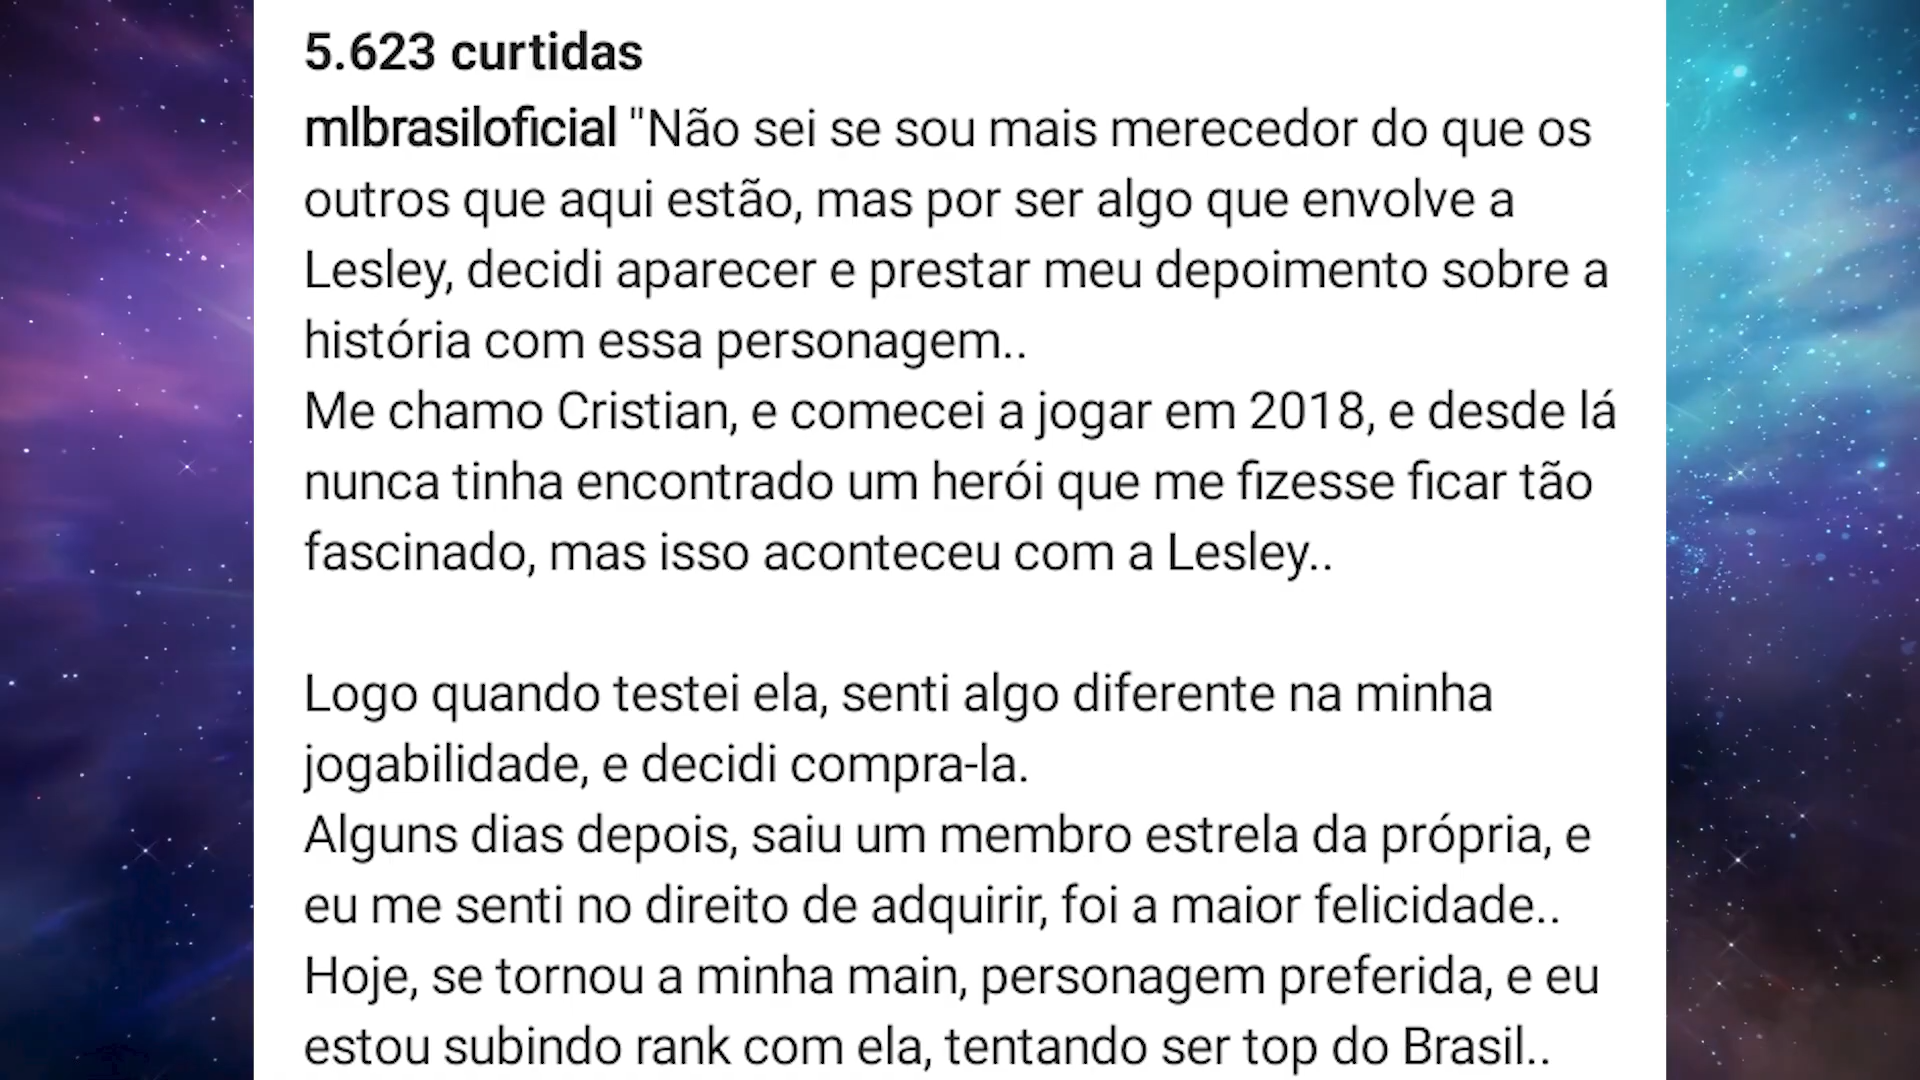 5.623 curtidas
mlbrasiloficial "Não sei se sou mais merecedor do que os
outros que aqui estão, mas por ser algo que envolve a
Lesley, decidi aparecer e prestar meu depoimento sobre a
história com essa personagem..
Me chamo Cristian, e comecei a jogar em 2018, e desde lá
nunca tinha encontrado um herói que me fizesse ficar tão
fascinado, mas isso aconteceu com a Lesley..
Logo quando testei ela, senti algo diferente na minha
jogabilidade, e decidi compra-la.
Alguns dias depois, saiu um membro estrela da própria, e
eu me senti no direito de adquirir, foi a maior felicidade..
Hoje, se tornou a minha main, personagem preferida, e eu
estou subindo rank com ela, tentando ser top do Brasil..